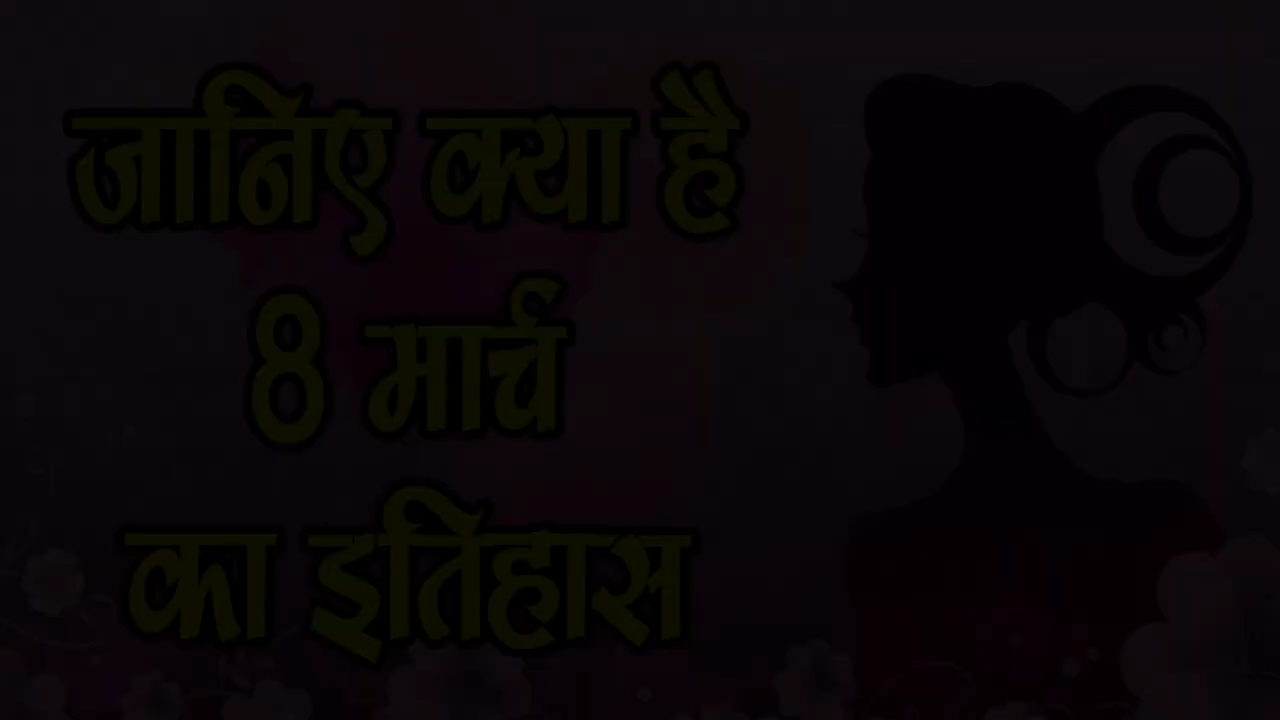 जानिए क्या है
8 मार्च
का इतिहास